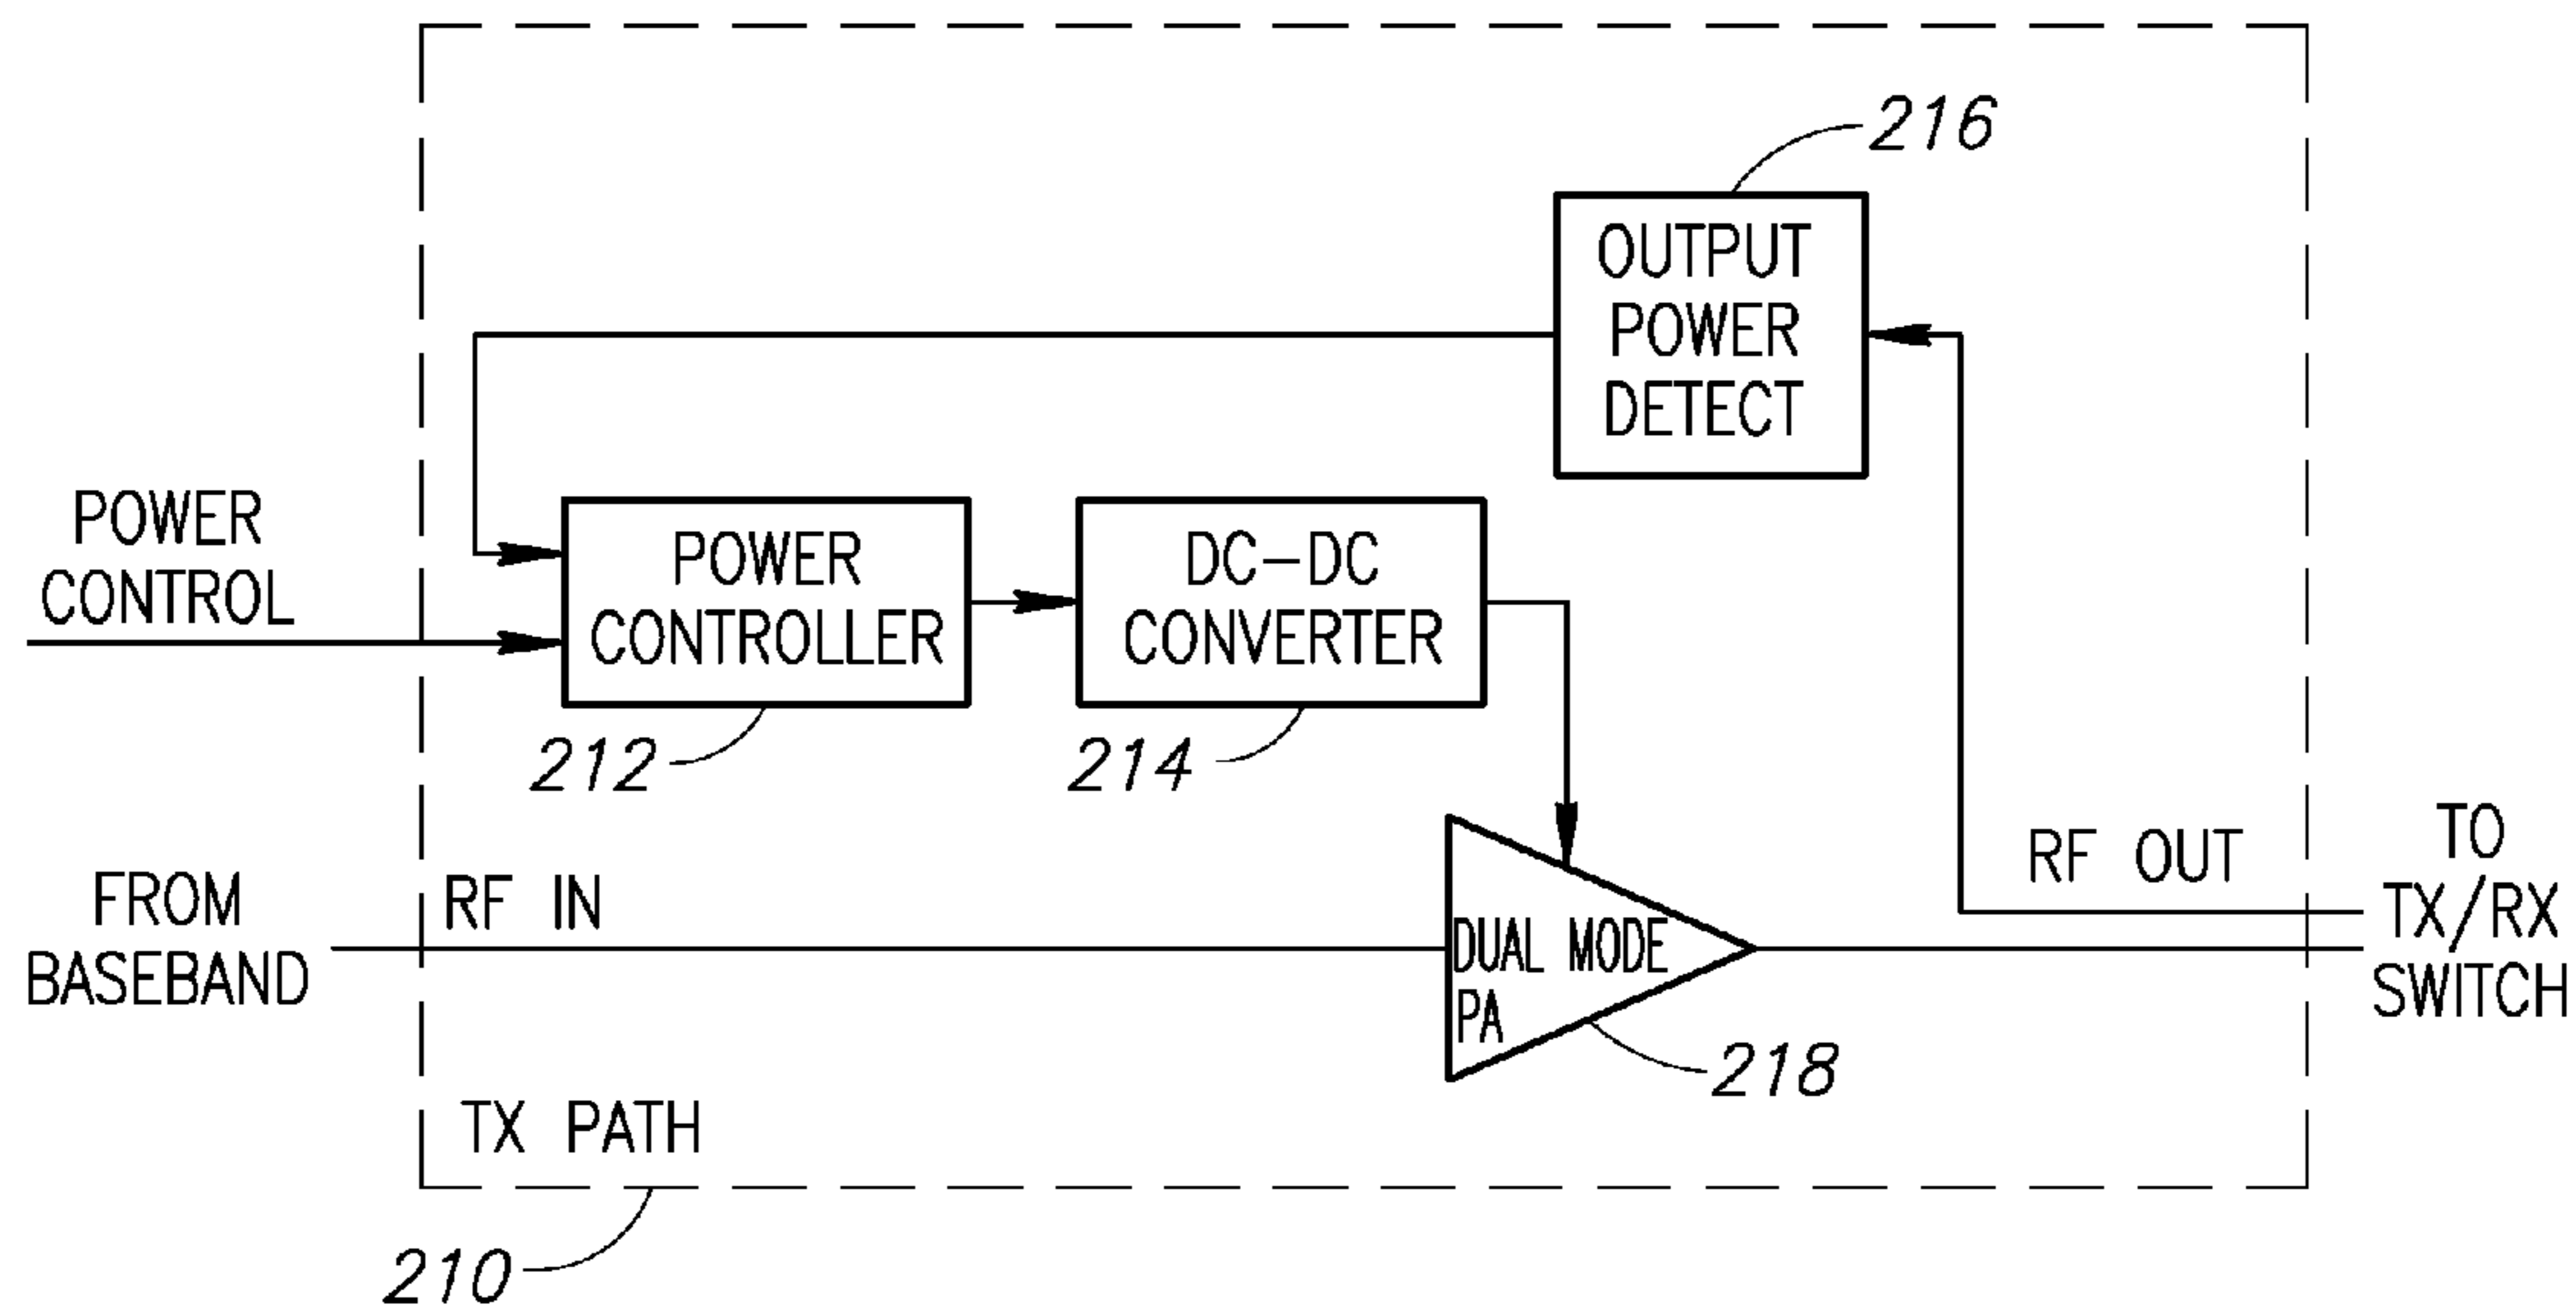 216
OUTPUT
POWER
DETECT
POWER
CONTROL
POWER
CONTROLLER
212
DC-DC
CONVERTER
214
FROM
BASEBAND
RF IN
DUAL MODE
PA
218
RF OUT
TO
TX/RX
SWITCH
TX PATH
210